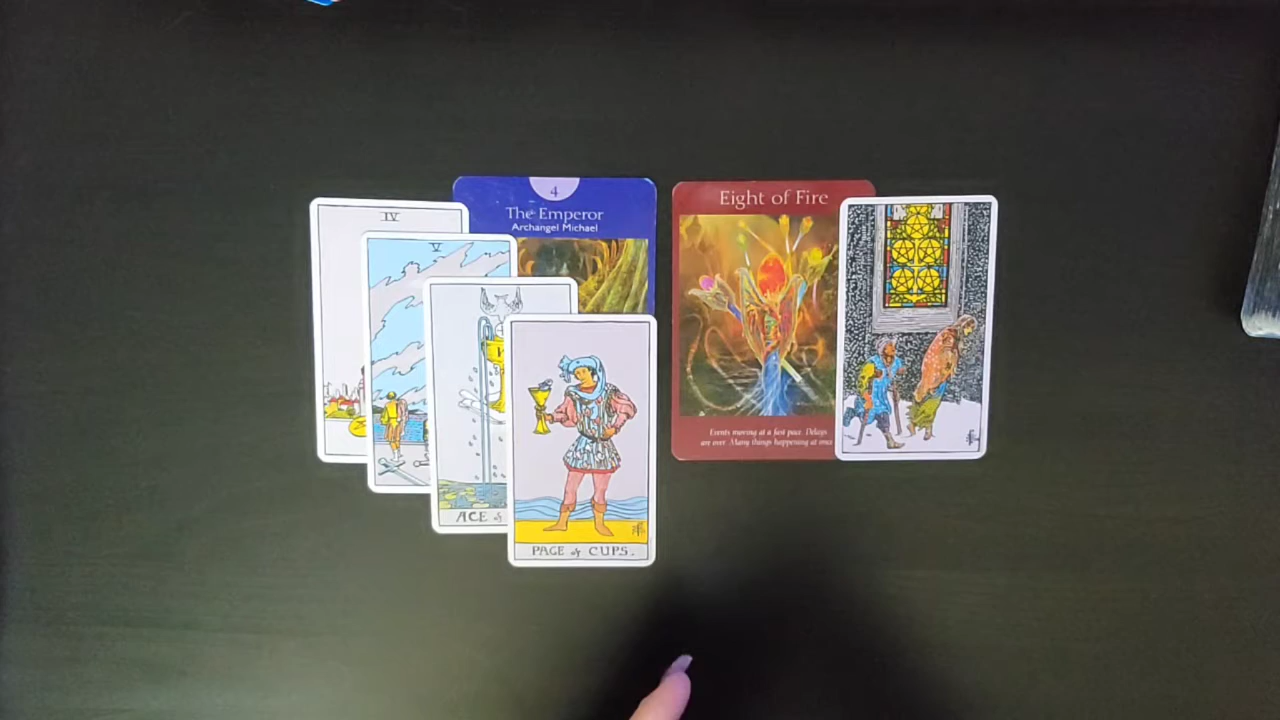 IV
V
ACE of
PAGE of CUPS.
4
The Emperor
Archangel Michael
Eight of Fire
Events moving at a fast pace. Delays
are over. Many things happening at once